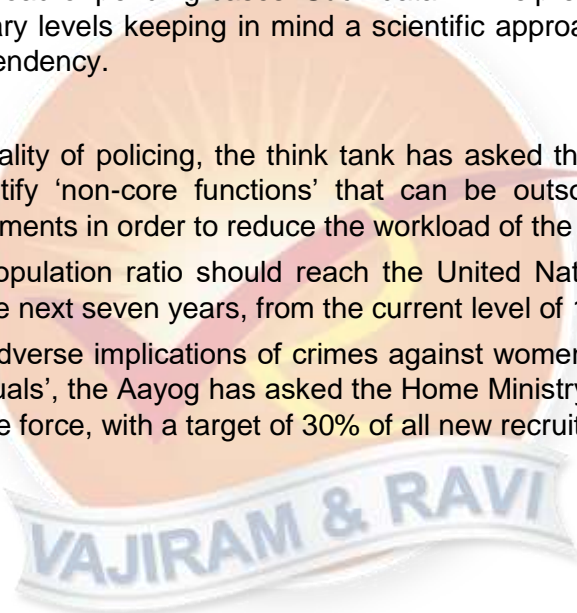 ary levels keeping in mind a scientific approa
endency.
ality of policing, the think tank has asked th
tify ‘non-core functions’ that can be outso
ments in order to reduce the workload of the
opulation ratio should reach the United Nat
e next seven years, from the current level of
dverse implications of crimes against women
uals’, the Aayog has asked the Home Ministry
e force, with a target of 30% of all new recruit
VAJIRAM & RAVI